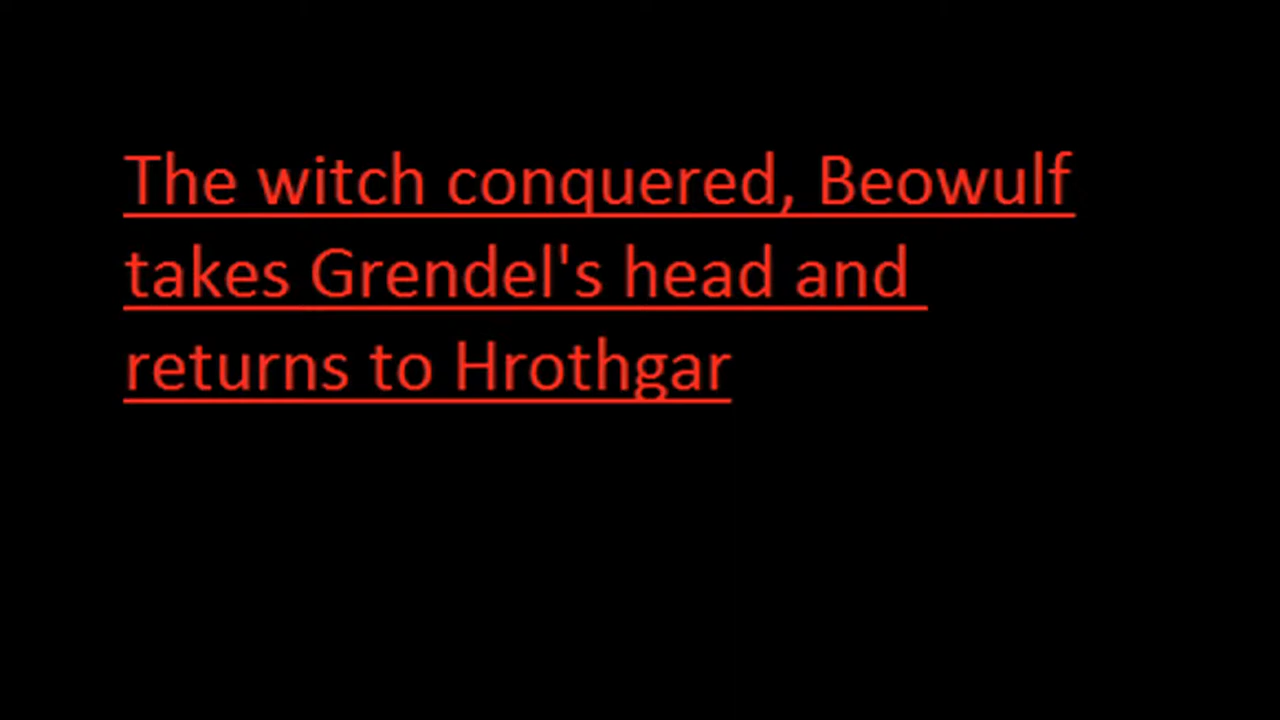 The witch conquered, Beowulf
takes Grendel's head and
returns to Hrothgar